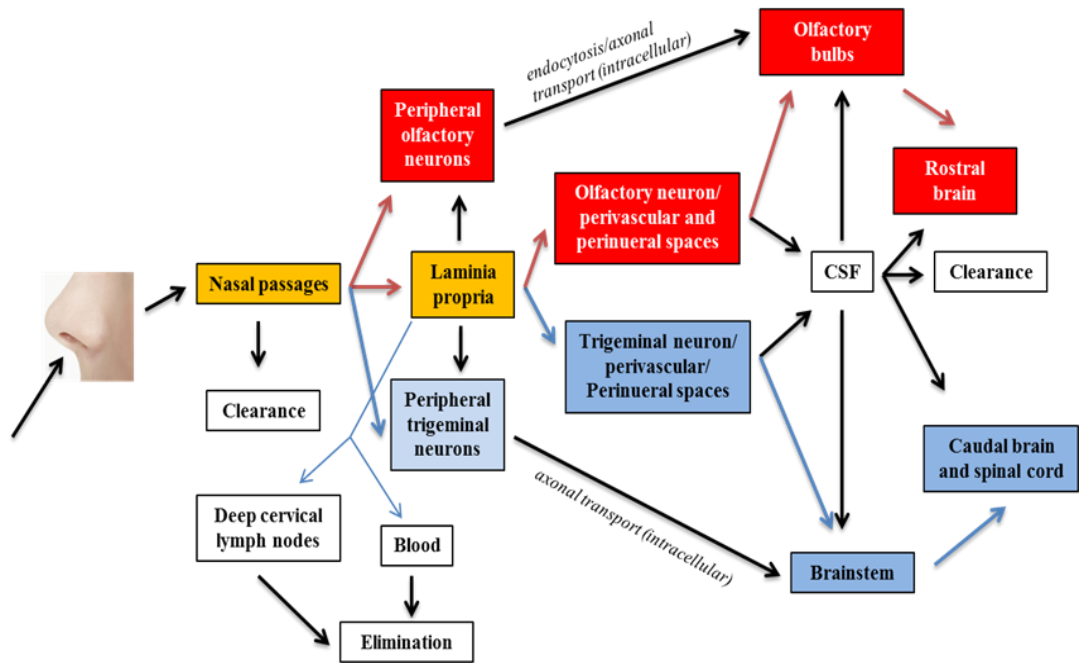 Olfactory
bulbs
endocytosis/axonal
transport (intracellular)
Peripheral
olfactory
neurons
Rostral
brain
Olfactory neuron/
perivascular and
perinueral spaces
Nasal passages
Laminia
propria
CSF
Clearance
Trigeminal neuron/
perivascular/
Perinueral spaces
Clearance
Peripheral
trigeminal
neurons
Caudal brain
and spinal cord
axonal transport (intracellular)
Deep cervical
lymph nodes
Blood
Brainstem
Elimination